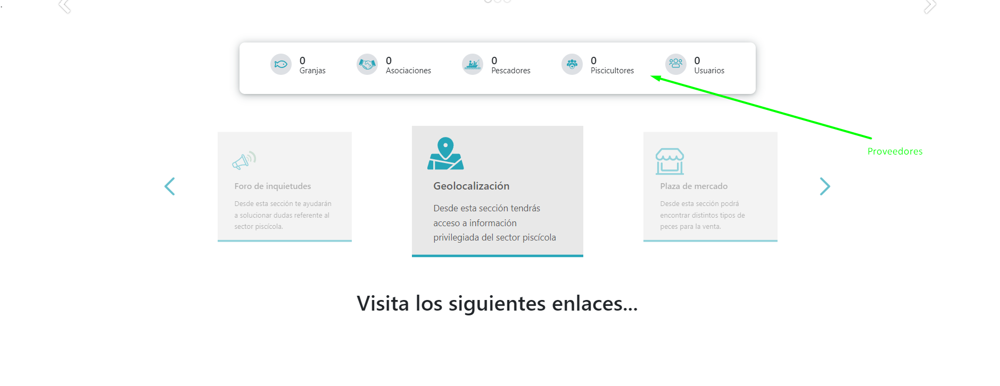 ..
0
Granjas
0
Asociaciones
0
Pescadores
0
Piscicultores
0
Usuarios
Proveedores
Foro de inquietudes
Desde esta sección te ayudarán
a solucionar dudas referente al
sector piscícola.
Geolocalización
Desde esta sección tendrás
acceso a información
privilegiada del sector piscícola
Plaza de mercado
Desde esta sección podrá
encontrar distintos tipos de
peces para la venta.
Visita los siguientes enlaces...